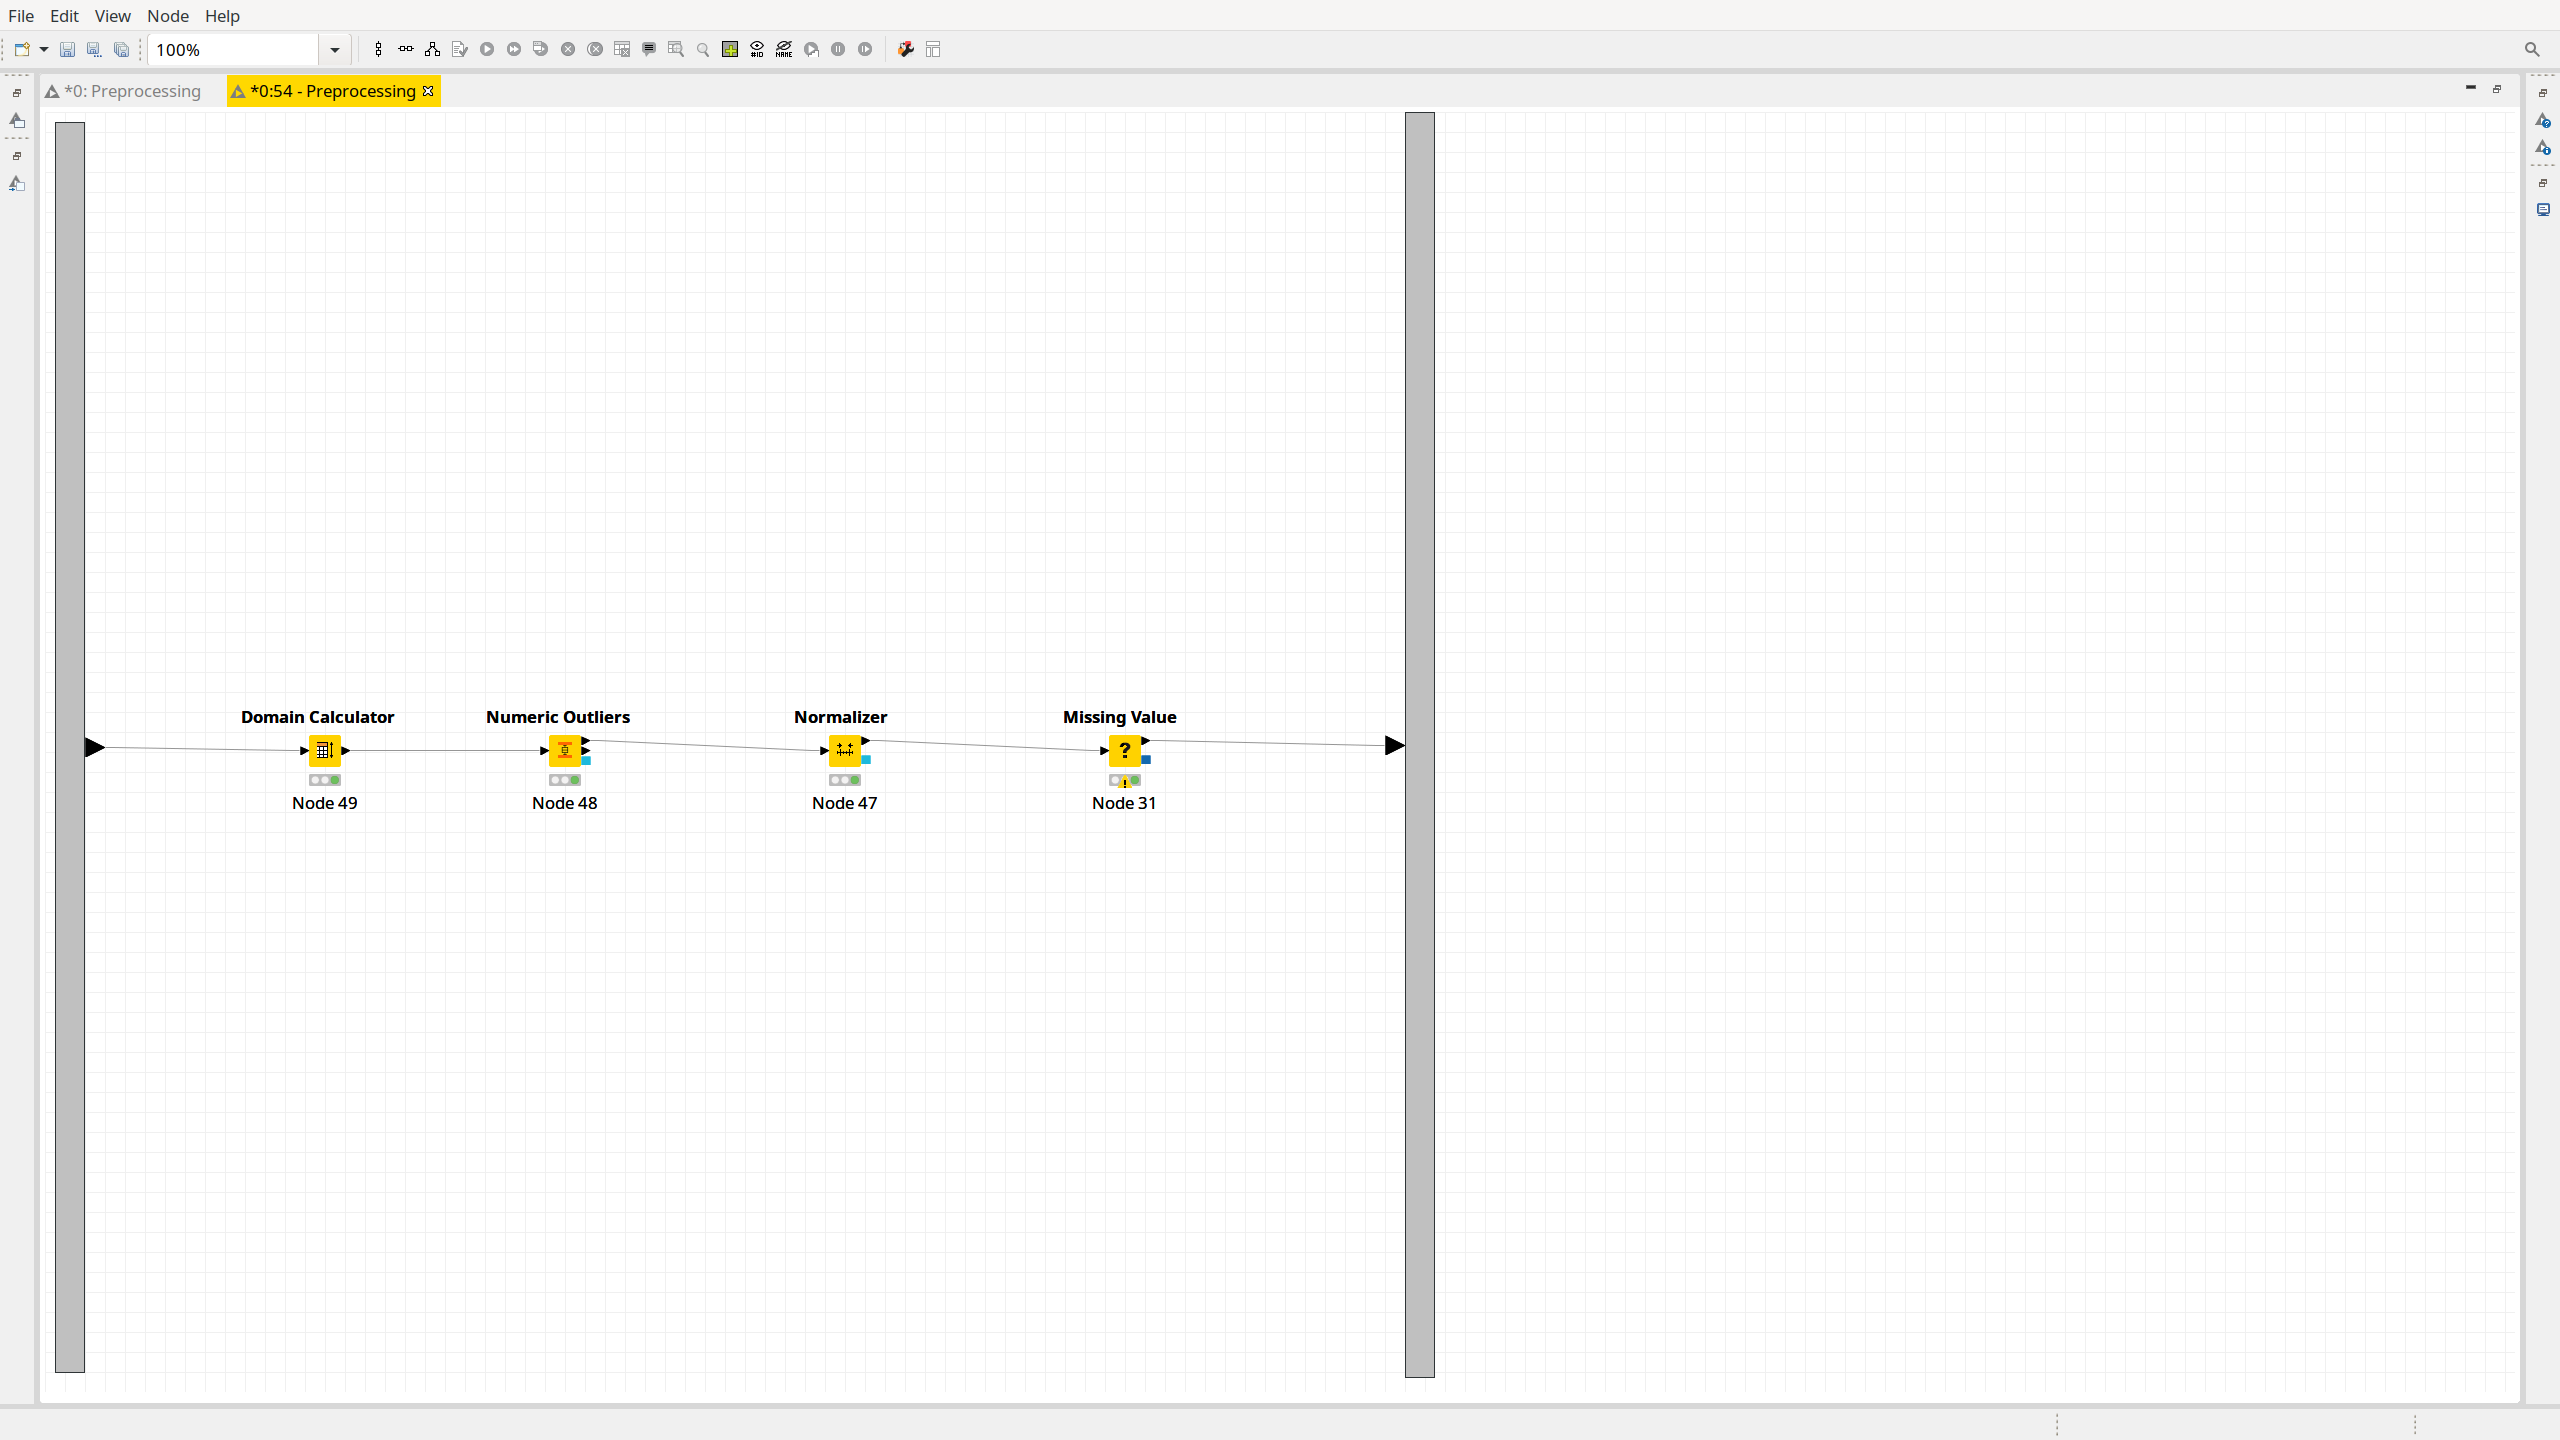 File Edit View Node Help
100%
*0: Preprocessing
*0:54 - Preprocessing
Domain Calculator
Numeric Outliers
Normalizer
Missing Value
Node 49
Node 48
Node 47
Node 31